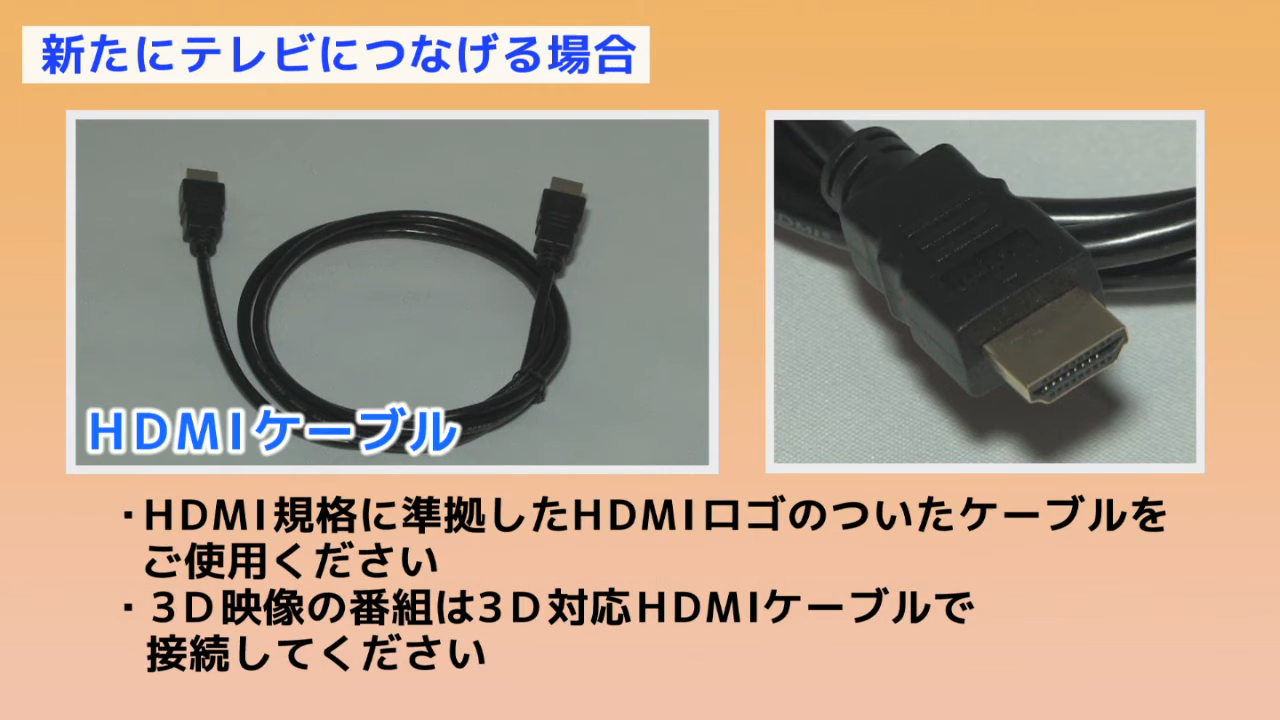 新たにテレビにつなげる場合
HDMIケーブル
・HDMI規格に準拠したHDMIロゴのついたケーブルを
ご使用ください
・3D映像の番組は3D対応HDMIケーブルで
接続してください